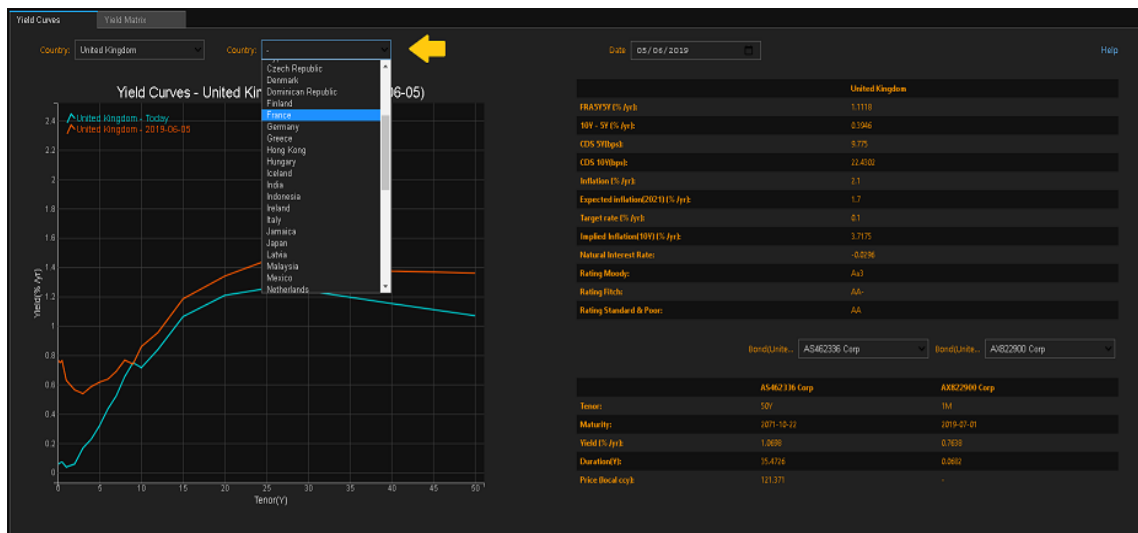 Yield Curves Yield Matrix
Country: United Kingdom Country: - Date 05/06/2019 Help
Yield Curves - United Kin 06-05)
United Kingdom - Today
United Kingdom - 2019-06-05
Czech Republic
Denmark
Dominican Republic
Finland
France
Germany
Greece
Hong Kong
Hungary
Iceland
India
Indonesia
Ireland
Italy
Jamaica
Japan
Latvia
Malaysia
Mexico
Netherlands
2.4
2.2
2
1.8
1.6
1.4
1.2
1
0.8
0.6
0.4
0.2
0
Yield(% /yr)
0 5 10 15 20 25 30 35 40 45 50
Tenor(Y)
United Kingdom
FRA5Y5Y (% /yr): 1.1118
10Y - 5Y (% /yr): 0.3946
CDS 5Y(bps): 9.775
CDS 10Y(bps): 22.4302
Inflation (% /yr): 2.1
Expected inflation(2021) (% /yr): 1.7
Target rate (% /yr): 0.1
Implied Inflation(10Y) (% /yr): 3.7175
Natural Interest Rate: -0.0296
Rating Moody: Aa3
Rating Fitch: AA-
Rating Standard & Poor: AA
Bond(Unite... AS462336 Corp Bond(Unite... AX822900 Corp
AS462336 Corp AX822900 Corp
Tenor: 50Y 1M
Maturity: 2071-10-22 2019-07-01
Yield (% /yr): 1.0698 0.7638
Duration(Y): 35.4726 0.0682
Price (local ccy): 121.371 -